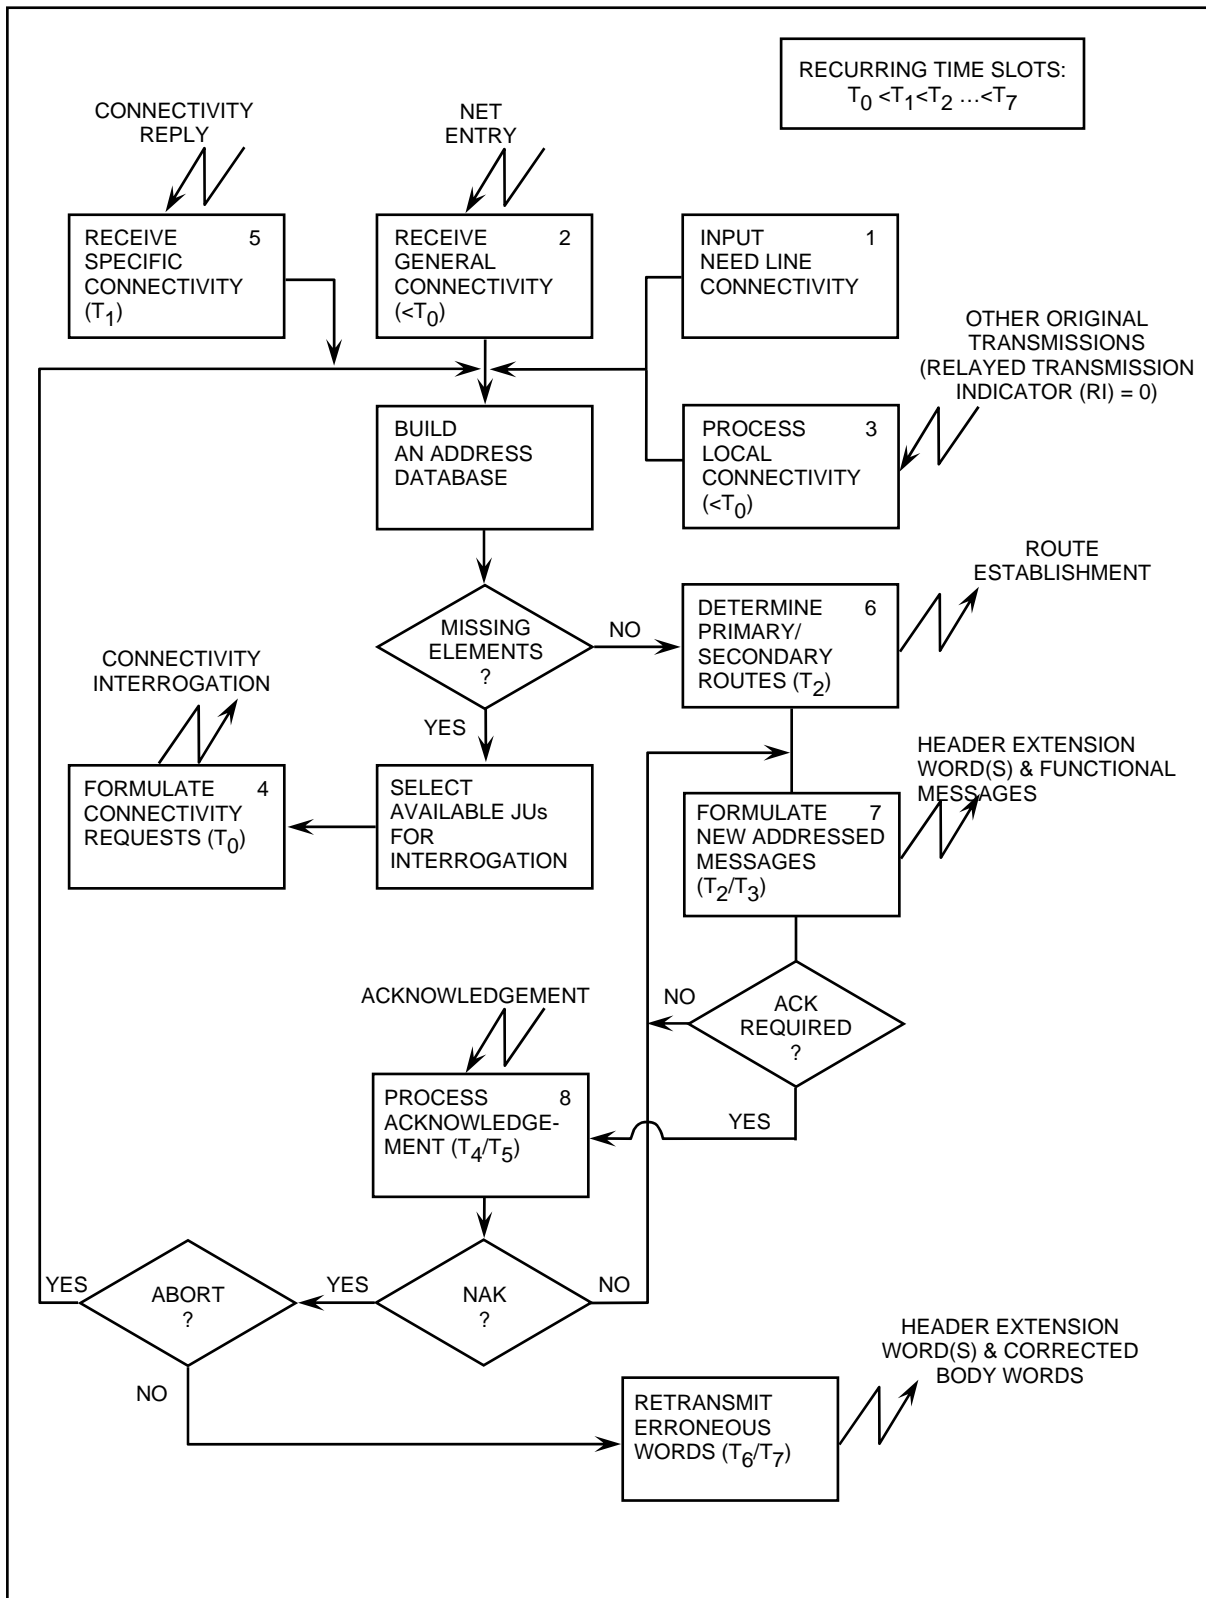 RECURRING TIME SLOTS:
T0 <T1<T2 ...<T7
CONNECTIVITY
REPLY
NET
ENTRY
RECEIVE 5
SPECIFIC
CONNECTIVITY
(T1)
RECEIVE 2
GENERAL
CONNECTIVITY
(<T0)
INPUT 1
NEED LINE
CONNECTIVITY
OTHER ORIGINAL
TRANSMISSIONS
(RELAYED TRANSMISSION
INDICATOR (RI) = 0)
BUILD
AN ADDRESS
DATABASE
PROCESS 3
LOCAL
CONNECTIVITY
(<T0)
ROUTE
ESTABLISHMENT
MISSING
ELEMENTS
?
NO
DETERMINE 6
PRIMARY/
SECONDARY
ROUTES (T2)
CONNECTIVITY
INTERROGATION
YES
FORMULATE 4
CONNECTIVITY
REQUESTS (T0)
SELECT
AVAILABLE JUs
FOR
INTERROGATION
HEADER EXTENSION
WORD(S) & FUNCTIONAL
MESSAGES
FORMULATE 7
NEW ADDRESSED
MESSAGES
(T2/T3)
ACKNOWLEDGEMENT
NO
ACK
REQUIRED
?
YES
PROCESS 8
ACKNOWLEDGE-
MENT (T4/T5)
YES
ABORT
?
YES
NAK
?
NO
NO
HEADER EXTENSION
WORD(S) & CORRECTED
BODY WORDS
RETRANSMIT
ERRONEOUS
WORDS (T6/T7)